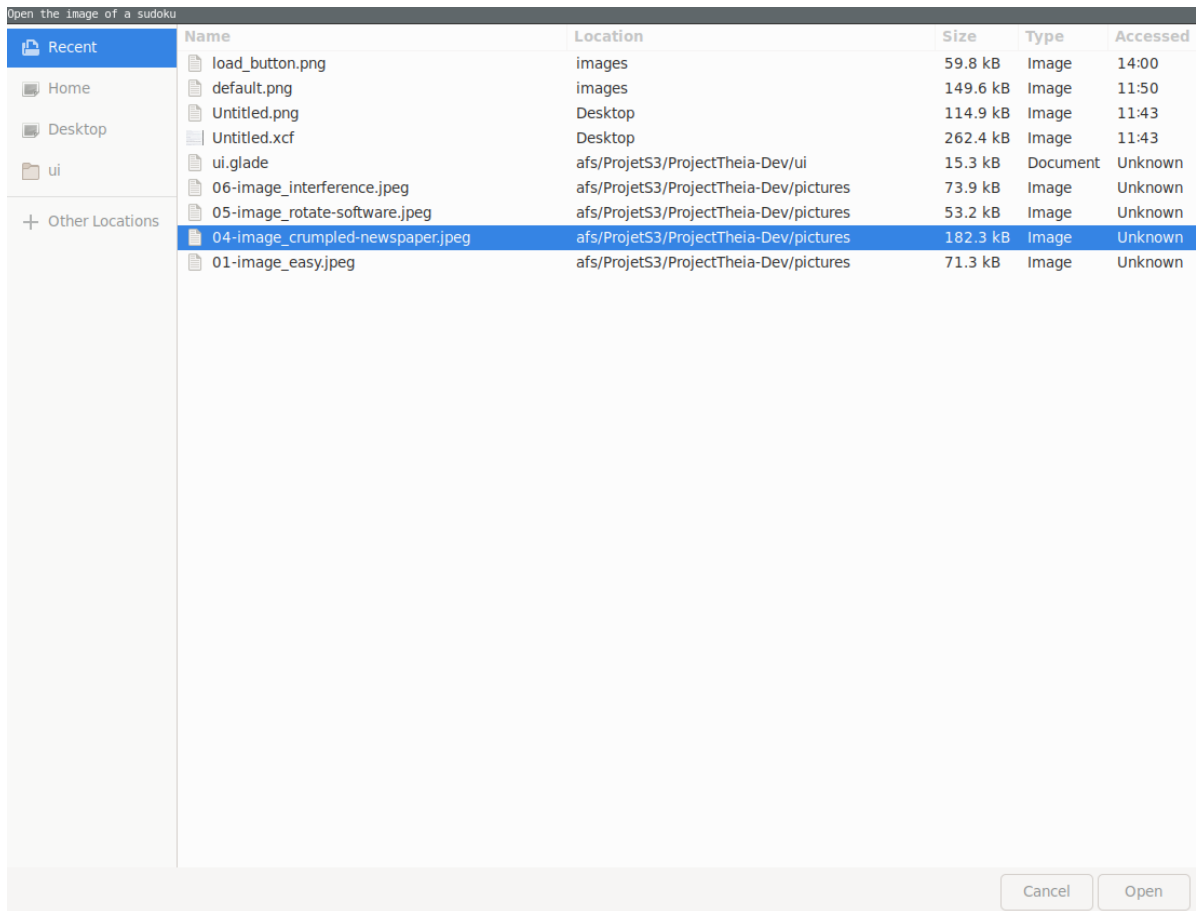 Open the image of a sudoku
Recent
Home
Desktop
ui
Other Locations
Name Location Size Type Accessed
load_button.png images 59.8 kB Image 14:00
default.png images 149.6 kB Image 11:50
Untitled.png Desktop 114.9 kB Image 11:43
Untitled.xcf Desktop 262.4 kB Image 11:43
ui.glade afs/ProjetS3/ProjectTheia-Dev/ui 15.3 kB Document Unknown
06-image_interference.jpeg afs/ProjetS3/ProjectTheia-Dev/pictures 73.9 kB Image Unknown
05-image_rotate-software.jpeg afs/ProjetS3/ProjectTheia-Dev/pictures 53.2 kB Image Unknown
04-image_crumpled-newspaper.jpeg afs/ProjetS3/ProjectTheia-Dev/pictures 182.3 kB Image Unknown
01-image_easy.jpeg afs/ProjetS3/ProjectTheia-Dev/pictures 71.3 kB Image Unknown
Cancel Open